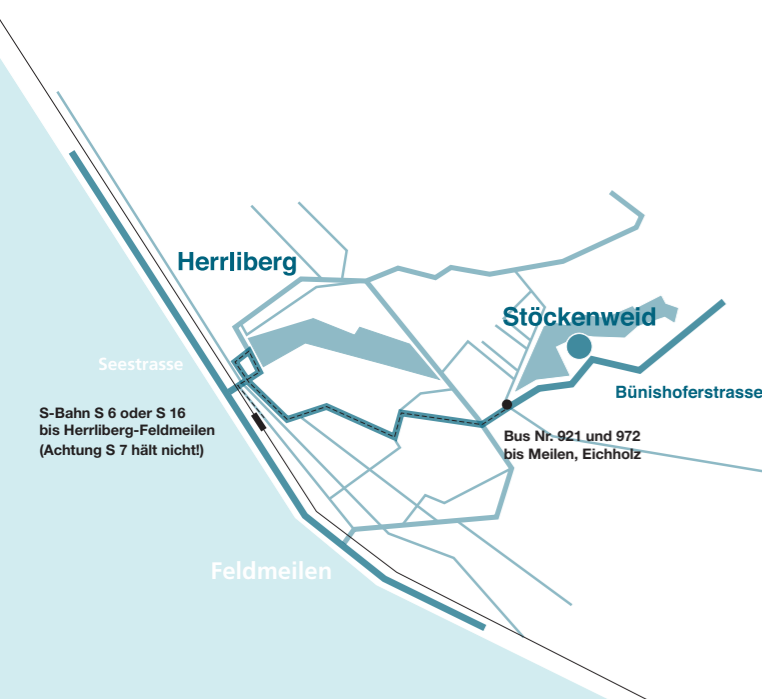 Herrliberg
Stöckenweid
Seestrasse
Bünishoferstrasse
S-Bahn S 6 oder S 16
bis Herrliberg-Feldmeilen
(Achtung S 7 hält nicht!)
Bus Nr. 921 und 972
bis Meilen, Eichholz
Feldmeilen